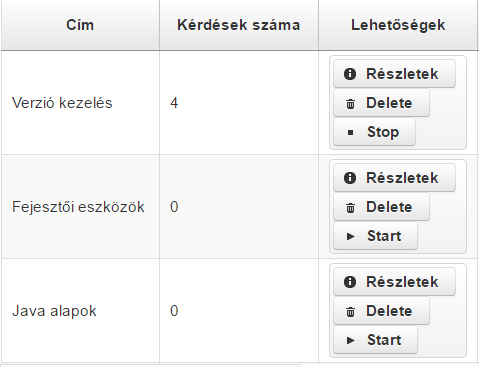 Cím Kérdések száma Lehetőségek
Részletek
Verzió kezelés 4 Delete
Stop
Részletek
Fejesztői eszközök 0 Delete
Start
Részletek
Java alapok 0 Delete
Start